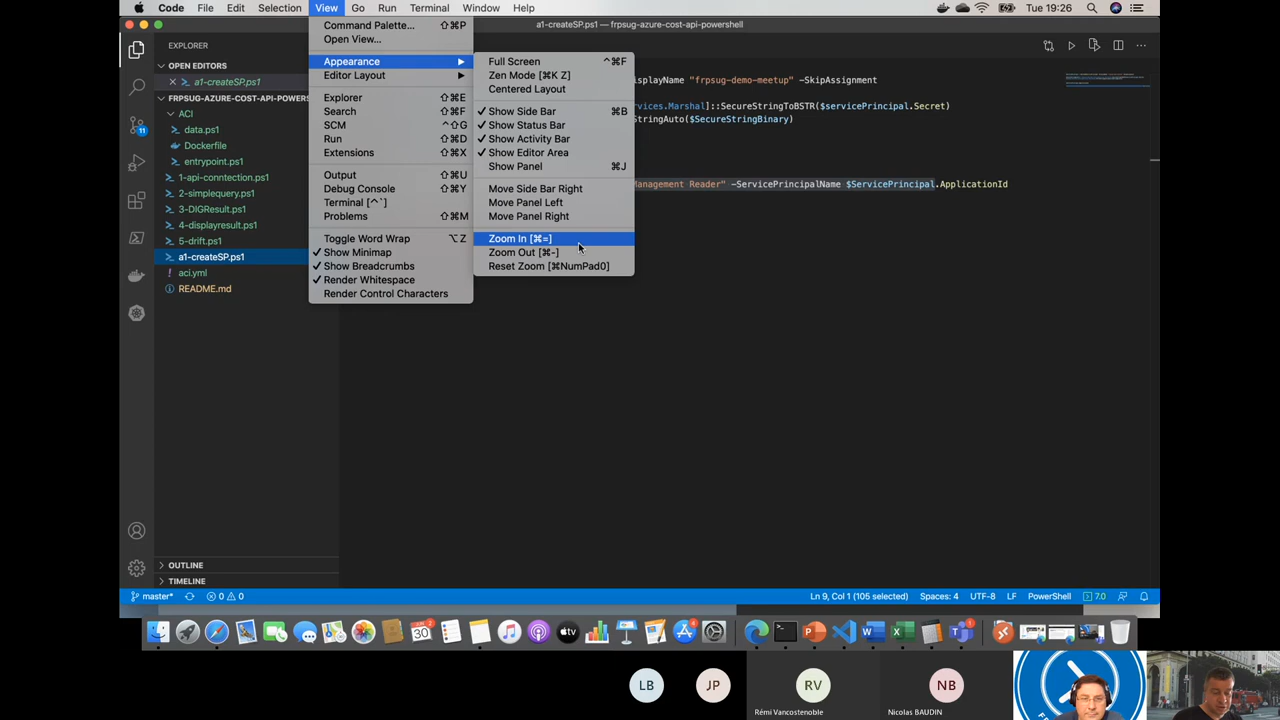 Code File Edit Selection View Go Run Terminal Window Help Tue 19:26
a1-createSP.ps1 — frpsug-azure-cost-api-powershell
EXPLORER
OPEN EDITORS
a1-createSP.ps1
FRPSUG-AZURE-COST-API-POWERS
ACI
data.ps1
Dockerfile
entrypoint.ps1
1-api-conntection.ps1
2-simplequery.ps1
3-DIGResult.ps1
4-displayresult.ps1
5-drift.ps1
a1-createSP.ps1
aci.yml
README.md
OUTLINE
TIMELINE
11
Command Palette... ⇧⌘P
Open View...
Appearance
Editor Layout
Explorer ⇧⌘E
Search ⇧⌘F
SCM ^⇧G
Run ⇧⌘D
Extensions ⇧⌘X
Output ⇧⌘U
Debug Console ⇧⌘Y
Terminal [^`]
Problems ⇧⌘M
Toggle Word Wrap ⌥Z
Show Minimap
Show Breadcrumbs
Render Whitespace
Render Control Characters
Full Screen ^⌘F
Zen Mode [⌘K Z]
Centered Layout
Show Side Bar ⌘B
Show Status Bar
Show Activity Bar
Show Editor Area
Show Panel ⌘J
Move Side Bar Right
Move Panel Left
Move Panel Right
Zoom In [⌘=]
Zoom Out [⌘-]
Reset Zoom [⌘NumPad0]
isplayName "frpsug-demo-meetup" -SkipAssignment
vices.Marshal]::SecureStringToBSTR($servicePrincipal.Secret)
StringAuto($SecureStringBinary)
Management Reader" -ServicePrincipalName $ServicePrincipal.ApplicationId
master* 0 0 Ln 9, Col 1 (105 selected) Spaces: 4 UTF-8 LF PowerShell 7.0
30
tv
LB JP RV NB
Rémi Vancostenoble Nicolas BAUDIN